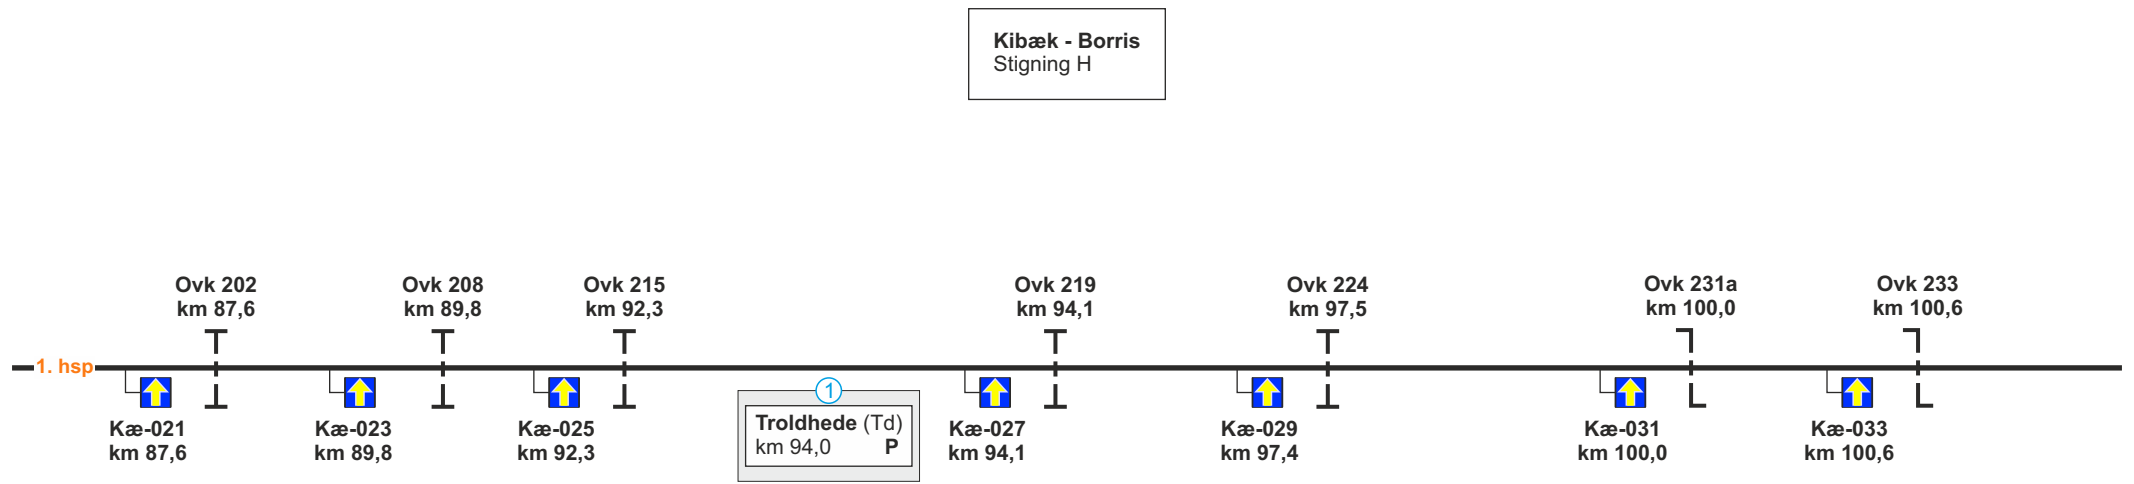 Kibæk - Borris
Stigning H
Ovk 202
km 87,6
Ovk 208
km 89,8
Ovk 215
km 92,3
Ovk 219
km 94,1
Ovk 224
km 97,5
Ovk 231a
km 100,0
Ovk 233
km 100,6
1. hsp
Kæ-021
km 87,6
Kæ-023
km 89,8
Kæ-025
km 92,3
1
Troldhede (Td)
km 94,0 P
Kæ-027
km 94,1
Kæ-029
km 97,4
Kæ-031
km 100,0
Kæ-033
km 100,6